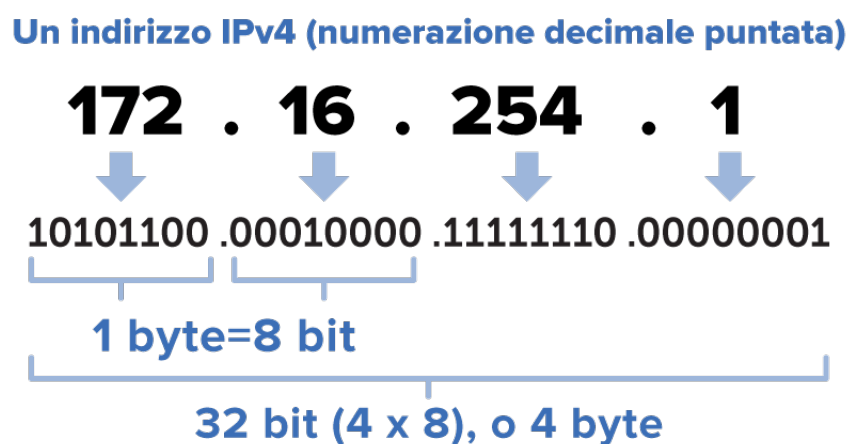 Un indirizzo IPv4 (numerazione decimale puntata)
172 . 16 . 254 . 1
10101100 .00010000 .11111110 .00000001
1 byte=8 bit
32 bit (4 x 8), o 4 byte